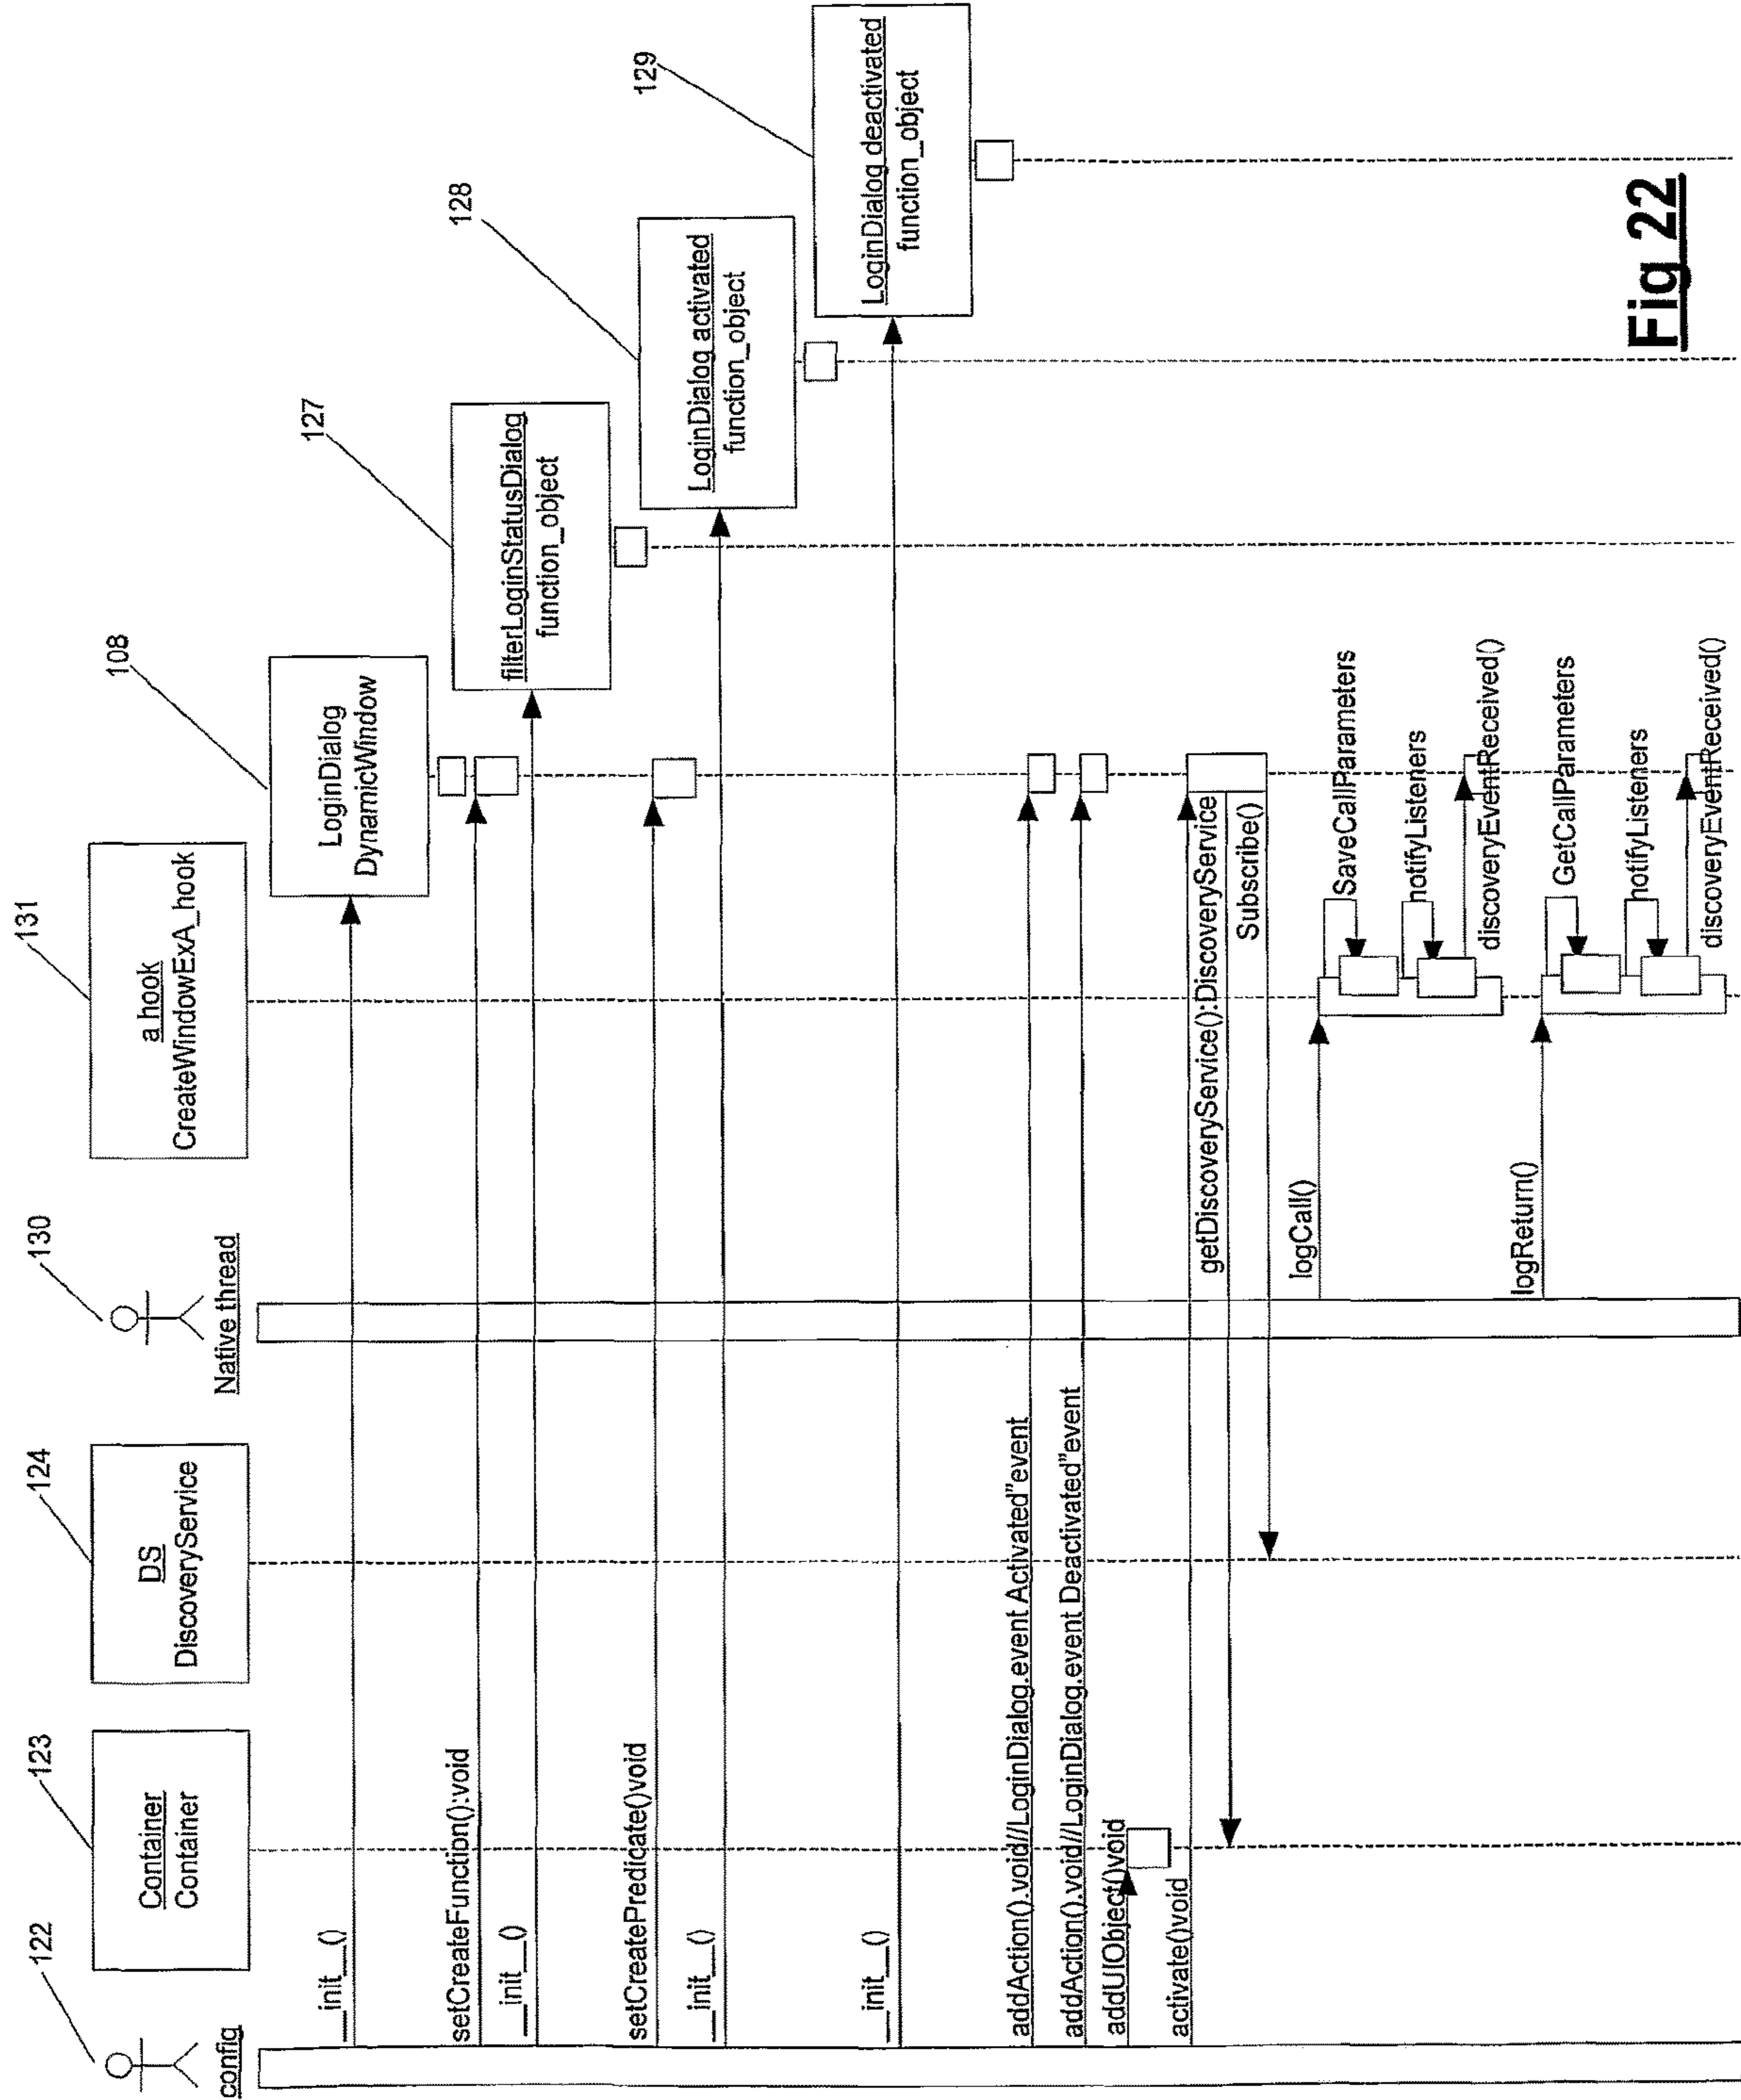 122
config
123
Container
Container
124
DS
DiscoveryService
130
Native thread
131
a hook
CreateWindowExA_hook
108
LoginDialog
DynamicWindow
127
filterLoginStatusDialog
function_object
128
LoginDialog activated
function_object
129
LoginDialog deactivated
function_object
__init__()
setCreateFunction():void
__init__()
setCreatePredicate()void
__init__()
__init__()
addAction().void//LoginDialog.event Activated"event
addAction().void//LoginDialog.event Deactivated"event
addUIObject()void
activate()void
getDiscoveryService():DiscoveryService
Subscribe()
logCall()
SaveCallParameters
notifyListeners
discoveryEventReceived()
logReturn()
GetCallParameters
notifyListeners
discoveryEventReceived()
Fig 22